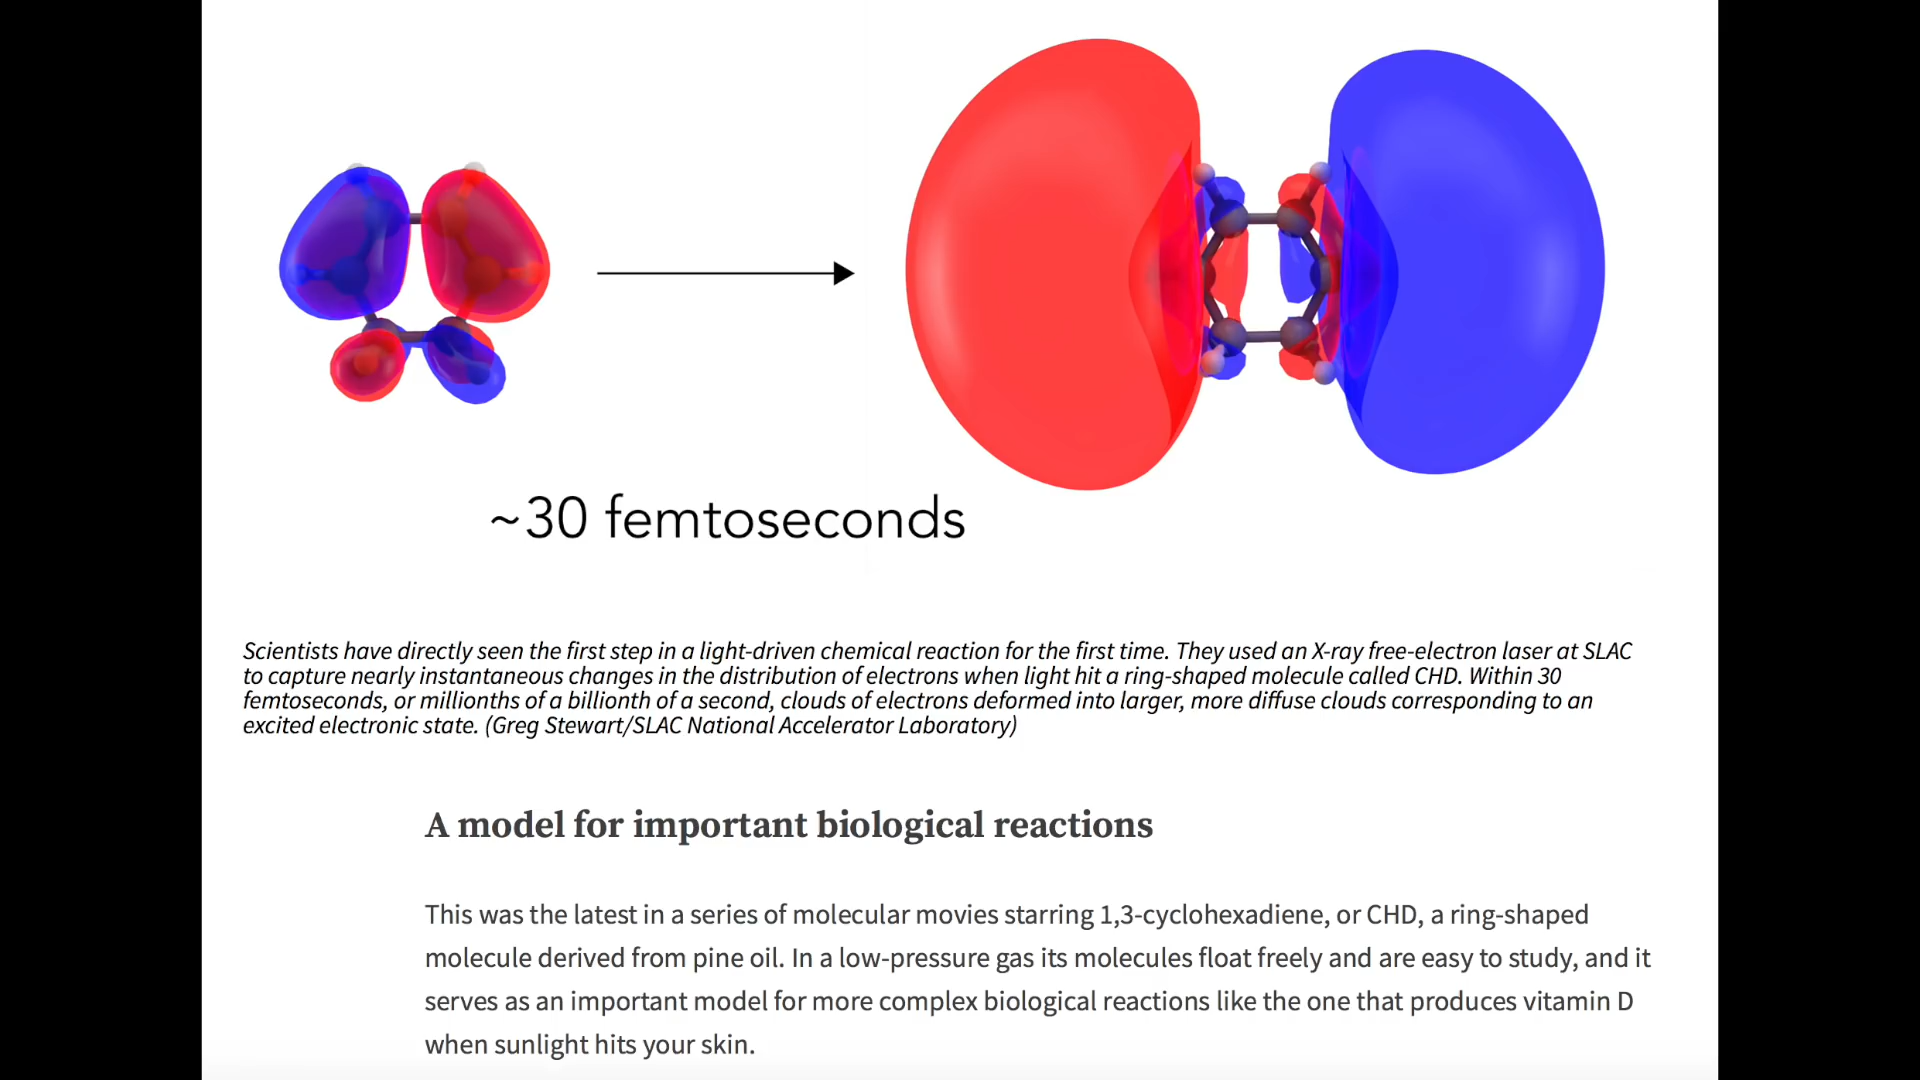 ~30 femtoseconds
Scientists have directly seen the first step in a light-driven chemical reaction for the first time. They used an X-ray free-electron laser at SLAC
to capture nearly instantaneous changes in the distribution of electrons when light hit a ring-shaped molecule called CHD. Within 30
femtoseconds, or millionths of a billionth of a second, clouds of electrons deformed into larger, more diffuse clouds corresponding to an
excited electronic state. (Greg Stewart/SLAC National Accelerator Laboratory)
A model for important biological reactions
This was the latest in a series of molecular movies starring 1,3-cyclohexadiene, or CHD, a ring-shaped
molecule derived from pine oil. In a low-pressure gas its molecules float freely and are easy to study, and it
serves as an important model for more complex biological reactions like the one that produces vitamin D
when sunlight hits your skin.